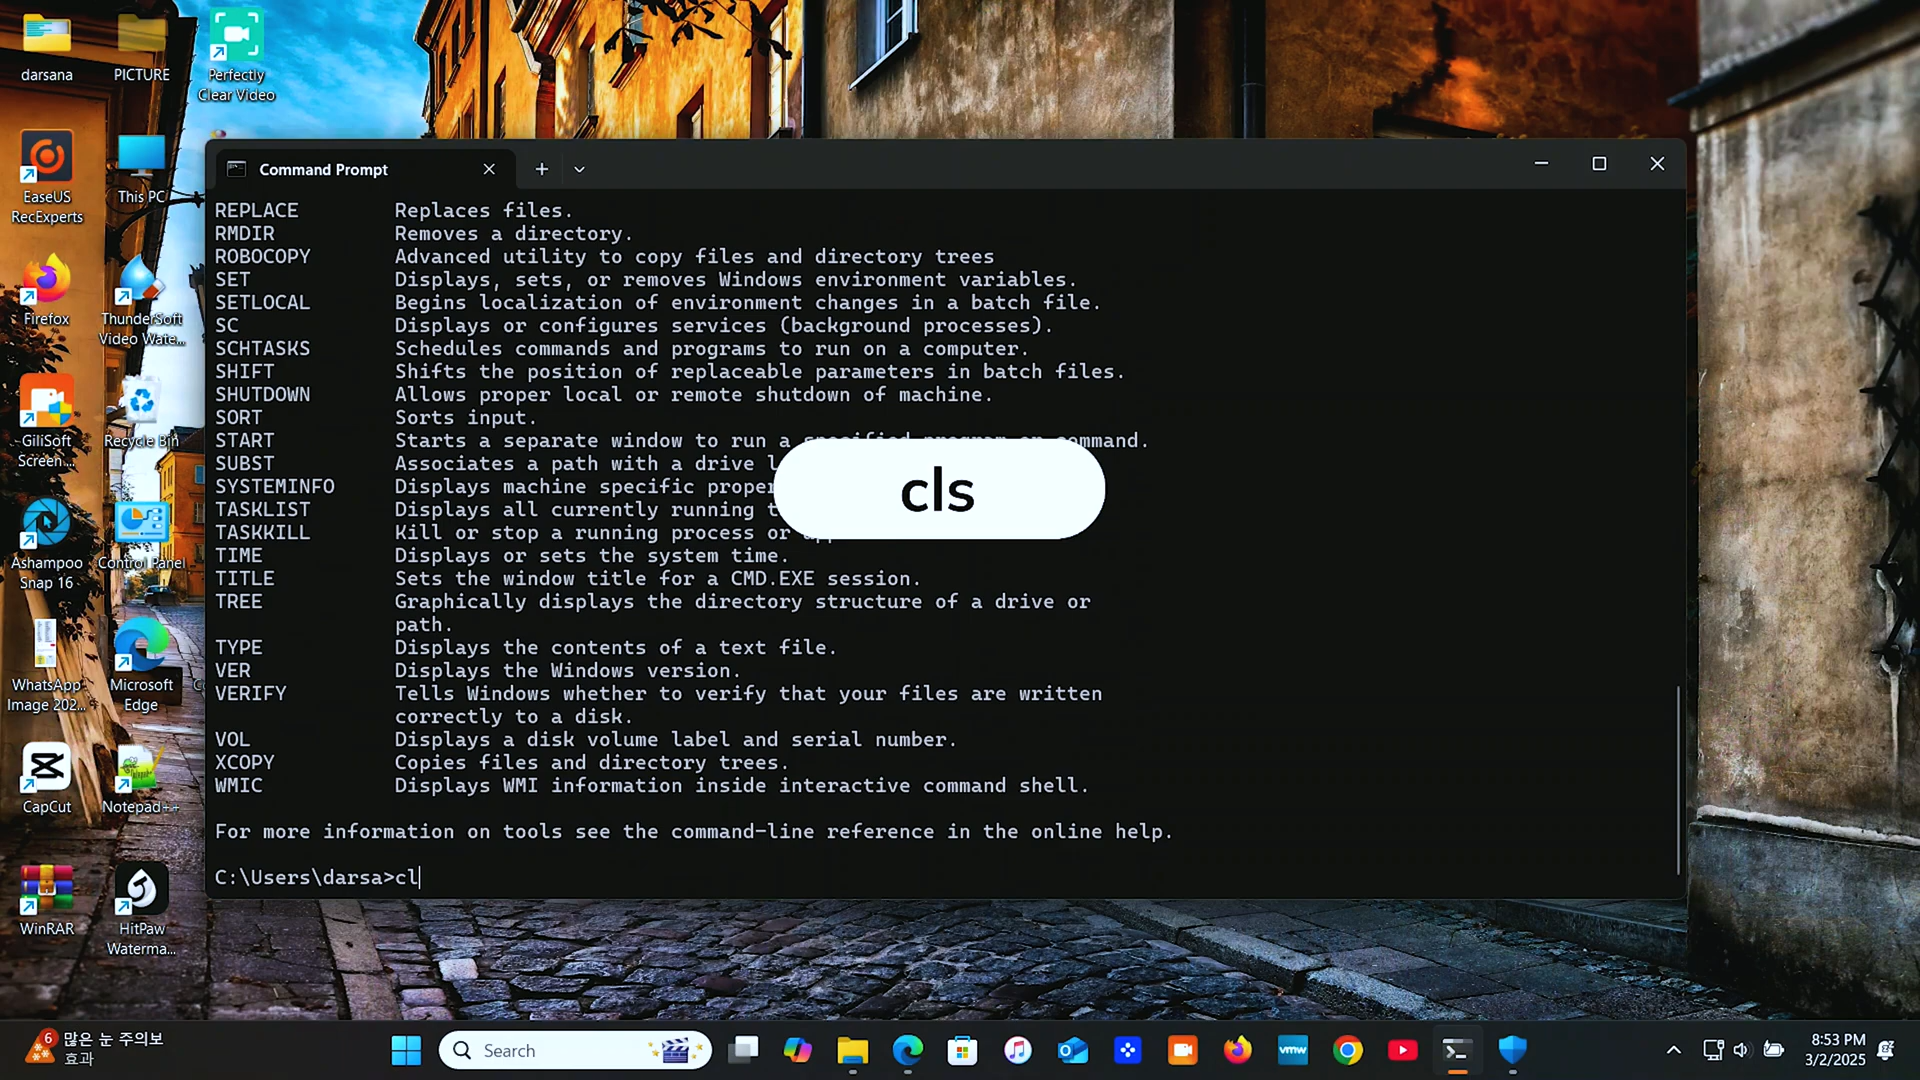 darsana
PICTURE
Perfectly
Clear Video
EaseUS
RecExperts
This PC
Firefox
ThunderSoft
Video Wate...
GiliSoft
Screen...
Recycle Bin
Ashampoo
Snap 16
Control Panel
WhatsApp
Image 202...
Microsoft
Edge
CapCut
Notepad++
WinRAR
HitPaw
Waterma...
Command Prompt
REPLACE Replaces files.
RMDIR Removes a directory.
ROBOCOPY Advanced utility to copy files and directory trees
SET Displays, sets, or removes Windows environment variables.
SETLOCAL Begins localization of environment changes in a batch file.
SC Displays or configures services (background processes).
SCHTASKS Schedules commands and programs to run on a computer.
SHIFT Shifts the position of replaceable parameters in batch files.
SHUTDOWN Allows proper local or remote shutdown of machine.
SORT Sorts input.
START Starts a separate window to run a specified program or command.
SUBST Associates a path with a drive
SYSTEMINFO Displays machine specific
TASKLIST Displays all currently running
TASKKILL Kill or stop a running process or
TIME Displays or sets the system time.
TITLE Sets the window title for a CMD.EXE session.
TREE Graphically displays the directory structure of a drive or
path.
TYPE Displays the contents of a text file.
VER Displays the Windows version.
VERIFY Tells Windows whether to verify that your files are written
correctly to a disk.
VOL Displays a disk volume label and serial number.
XCOPY Copies files and directory trees.
WMIC Displays WMI information inside interactive command shell.
For more information on tools see the command-line reference in the online help.
C:\Users\darsa>cl
cls
6
많은 눈 주의보
효과
Search
vmw
8:53 PM
3/2/2025